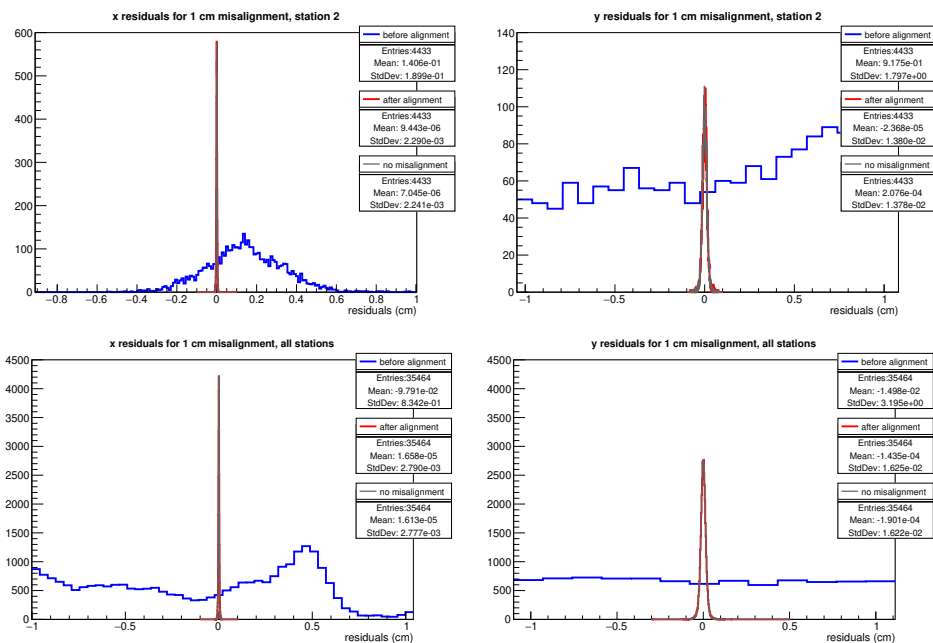 x residuals for 1 cm misalignment, station 2
600
500
400
300
200
100
0
−0.8
−0.6
−0.4
−0.2
0
0.2
0.4
0.6
0.8
1
residuals (cm)
before alignment
Entries:4433
Mean: 1.406e-01
StdDev: 1.899e-01
after alignment
Entries:4433
Mean: 9.443e-06
StdDev: 2.290e-03
no misalignment
Entries:4433
Mean: 7.045e-06
StdDev: 2.241e-03
y residuals for 1 cm misalignment, station 2
140
120
100
80
60
40
20
0
−1
−0.5
0
0.5
1
residuals (cm)
before alignment
Entries:4433
Mean: 9.175e-01
StdDev: 1.797e+00
after alignment
Entries:4433
Mean: -2.368e-05
StdDev: 1.380e-02
no misalignment
Entries:4433
Mean: 2.076e-04
StdDev: 1.378e-02
x residuals for 1 cm misalignment, all stations
4500
4000
3500
3000
2500
2000
1500
1000
500
0
−1
−0.5
0
0.5
1
residuals (cm)
before alignment
Entries:35464
Mean: -9.791e-02
StdDev: 8.342e-01
after alignment
Entries:35464
Mean: 1.658e-05
StdDev: 2.790e-03
no misalignment
Entries:35464
Mean: 1.613e-05
StdDev: 2.777e-03
y residuals for 1 cm misalignment, all stations
4500
4000
3500
3000
2500
2000
1500
1000
500
0
−1
−0.5
0
0.5
1
residuals (cm)
before alignment
Entries:35464
Mean: -1.498e-02
StdDev: 3.195e+00
after alignment
Entries:35464
Mean: -1.435e-04
StdDev: 1.625e-02
no misalignment
Entries:35464
Mean: -1.901e-04
StdDev: 1.622e-02